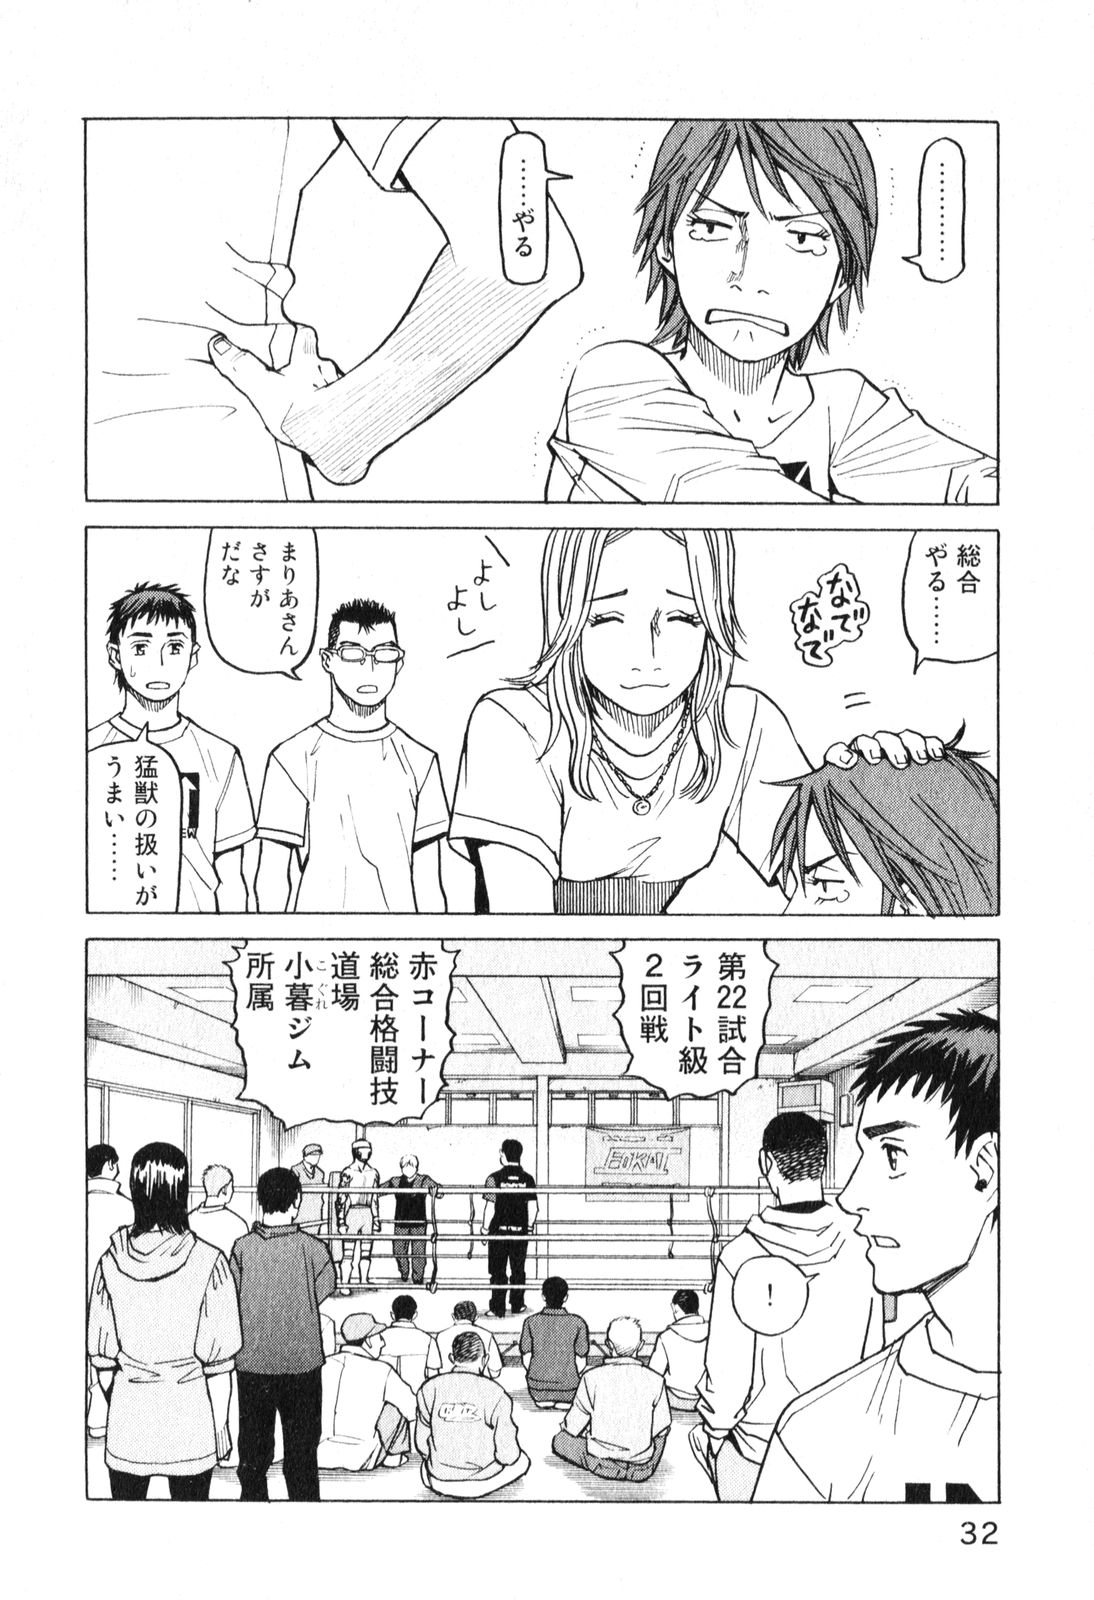 ………
……やる
総合
やる……
なでなで
よしよし
まりあさん
さすが
だな
猛獣の扱いが
うまい……
第22試合
ライト級
2回戦
赤コーナー
総合格闘技
道場
小暮ジム
こぐれ
所属
！
32